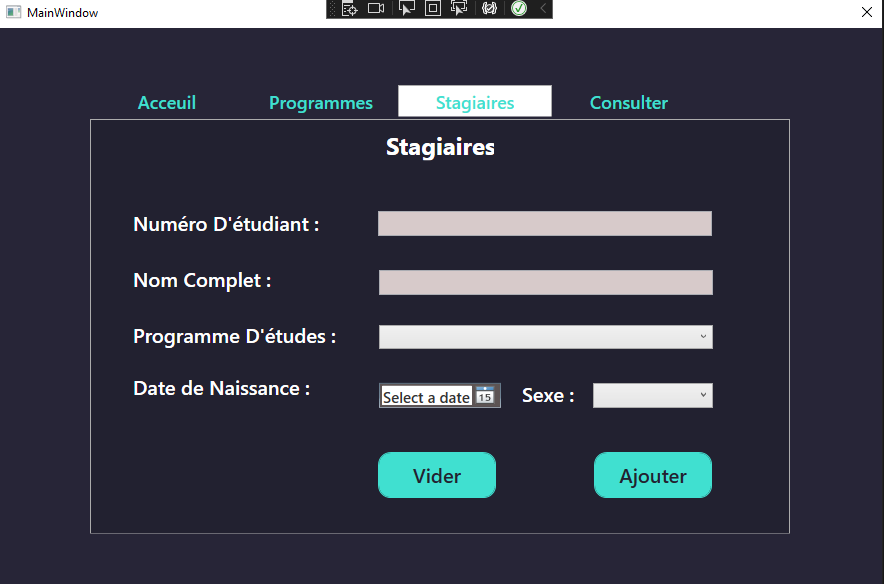 MainWindow
Acceuil Programmes Stagiaires Consulter
Stagiaires
Numéro D'étudiant :
Nom Complet :
Programme D'études :
Date de Naissance : Select a date 15 Sexe :
Vider Ajouter